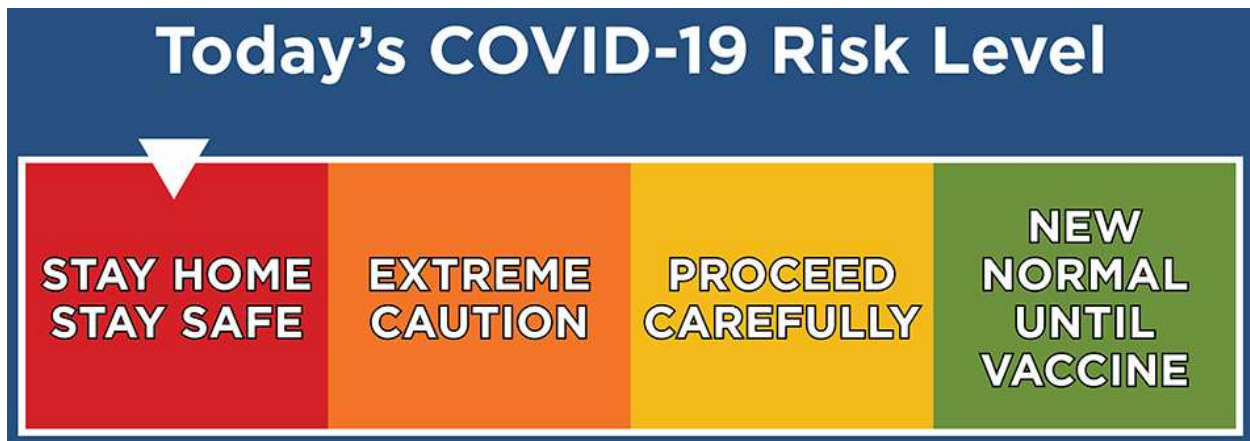 Today's COVID-19 Risk Level
STAY HOME
STAY SAFE
EXTREME
CAUTION
PROCEED
CAREFULLY
NEW
NORMAL
UNTIL
VACCINE